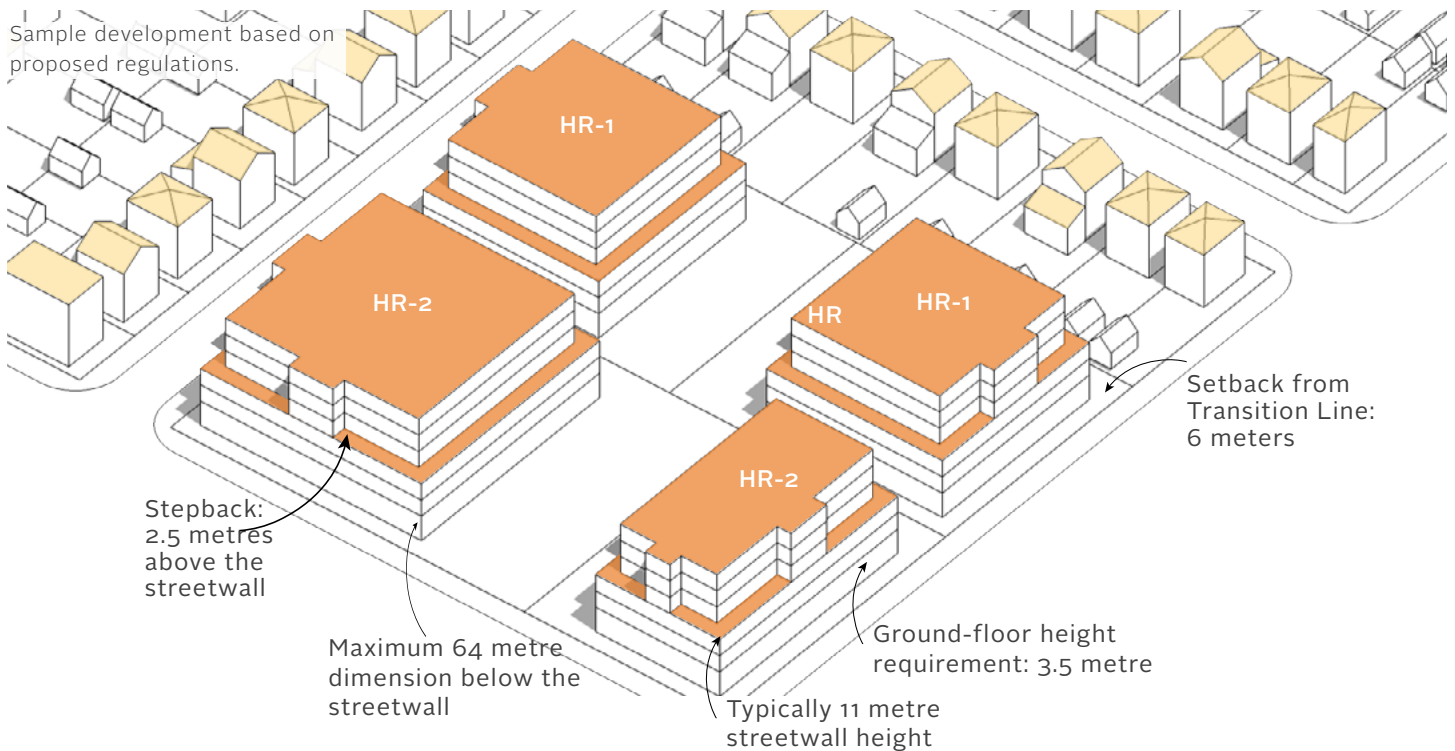 Sample development based on
proposed regulations.
HR-1
HR-2
HR-1
HR
HR-2
Setback from
Transition Line:
6 meters
Stepback:
2.5 metres
above the
streetwall
Maximum 64 metre
dimension below the
streetwall
Ground-floor height
requirement: 3.5 metre
Typically 11 metre
streetwall height